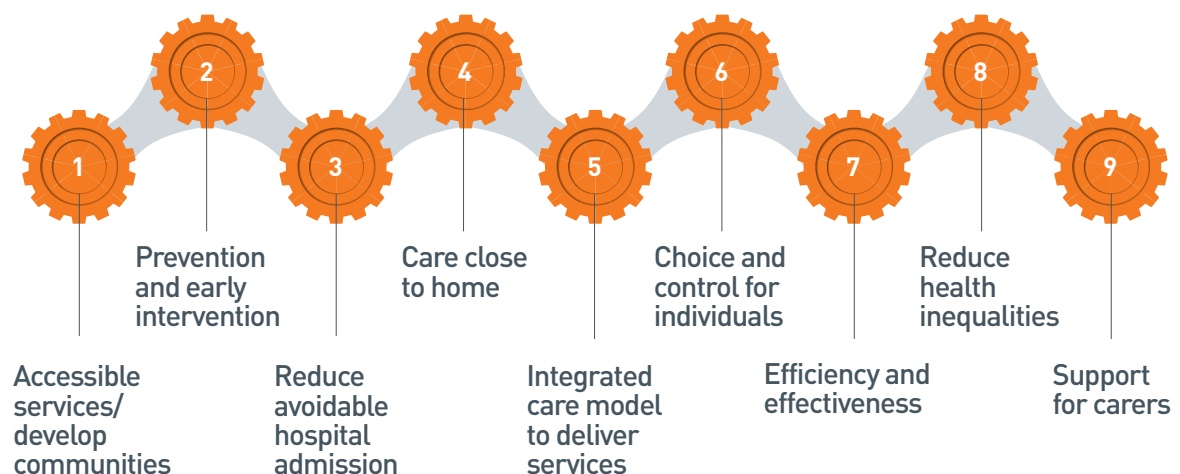 1
Accessible
services/
develop
communities
2
Prevention
and early
intervention
3
Reduce
avoidable
hospital
admission
4
Care close
to home
5
Integrated
care model
to deliver
services
6
Choice and
control for
individuals
7
Efficiency and
effectiveness
8
Reduce
health
inequalities
9
Support
for carers